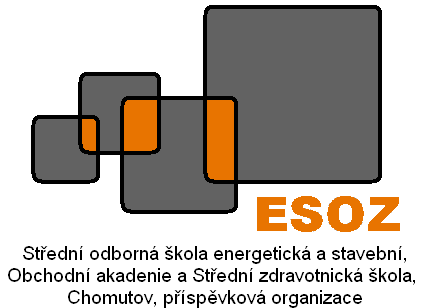 ESOZ
Střední odborná škola energetická a stavební,
Obchodní akademie a Střední zdravotnická škola,
Chomutov, příspěvková organizace